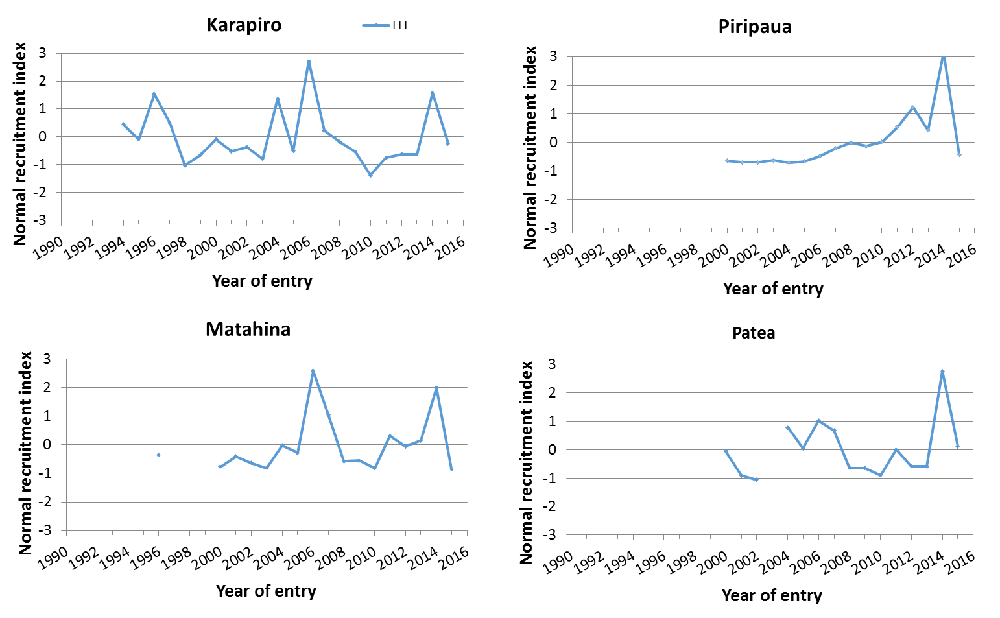 Karapiro
LFE
Normal recruitment index
3
2
1
0
-1
-2
-3
1990 1992 1994 1996 1998 2000 2002 2004 2006 2008 2010 2012 2014 2016
Year of entry
Piripaua
Normal recruitment index
3
2
1
0
-1
-2
-3
1990 1992 1994 1996 1998 2000 2002 2004 2006 2008 2010 2012 2014 2016
Year of entry
Matahina
Normal recruitment index
3
2
1
0
-1
-2
-3
1990 1992 1994 1996 1998 2000 2002 2004 2006 2008 2010 2012 2014 2016
Year of entry
Patea
Normal recruitment index
3
2
1
0
-1
-2
-3
1990 1992 1994 1996 1998 2000 2002 2004 2006 2008 2010 2012 2014 2016
Year of entry